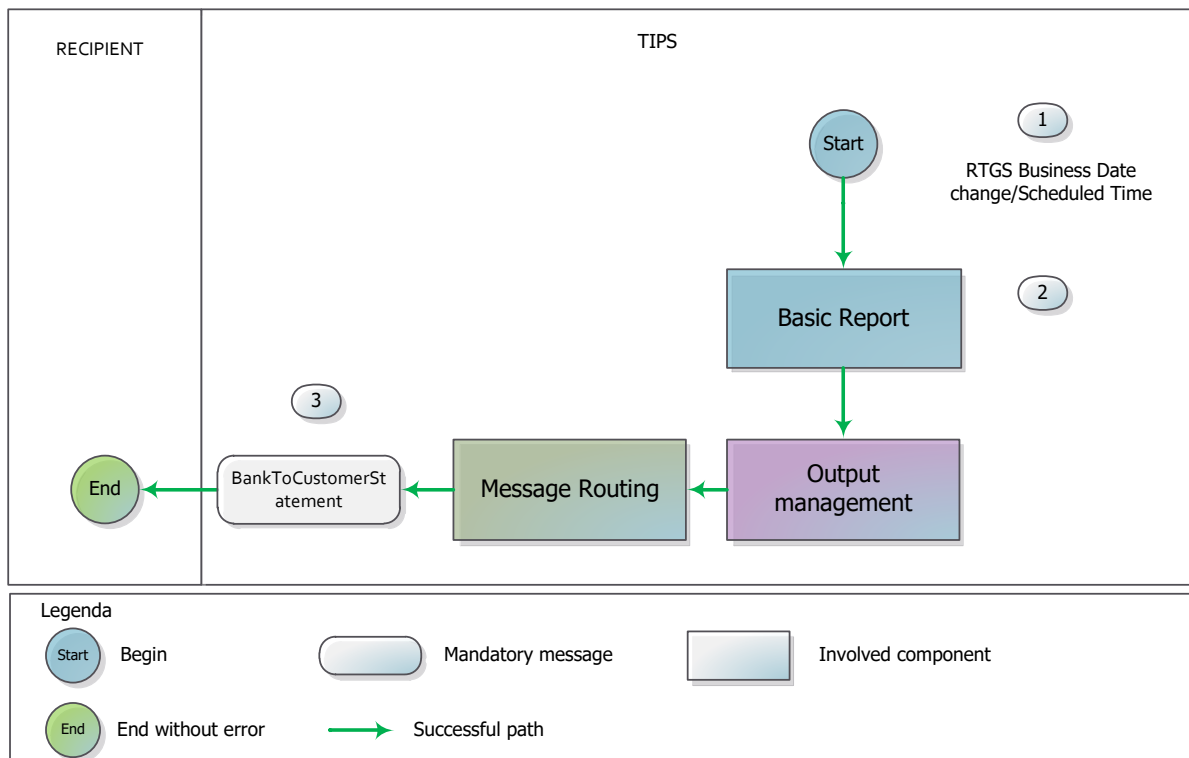 RECIPIENT
TIPS
Start
1
RTGS Business Date
change/Scheduled Time
Basic Report
2
3
End
BankToCustomerSt
atement
Message Routing
Output
management
Legenda
Start
Begin
Mandatory message
Involved component
End
End without error
Successful path